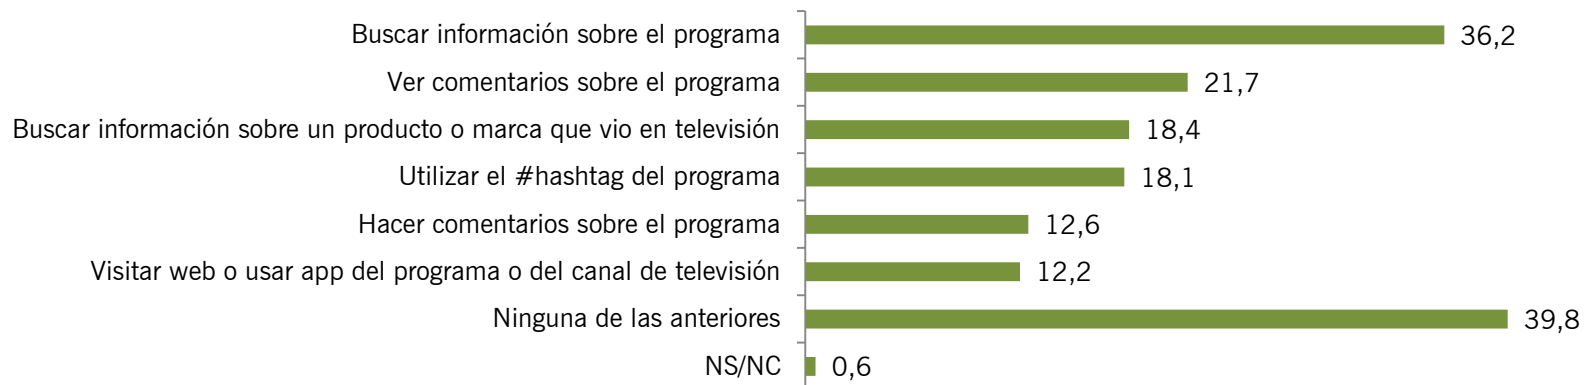 Buscar información sobre el programa 36,2
Ver comentarios sobre el programa 21,7
Buscar información sobre un producto o marca que vio en televisión 18,4
Utilizar el #hashtag del programa 18,1
Hacer comentarios sobre el programa 12,6
Visitar web o usar app del programa o del canal de televisión 12,2
Ninguna de las anteriores 39,8
NS/NC 0,6